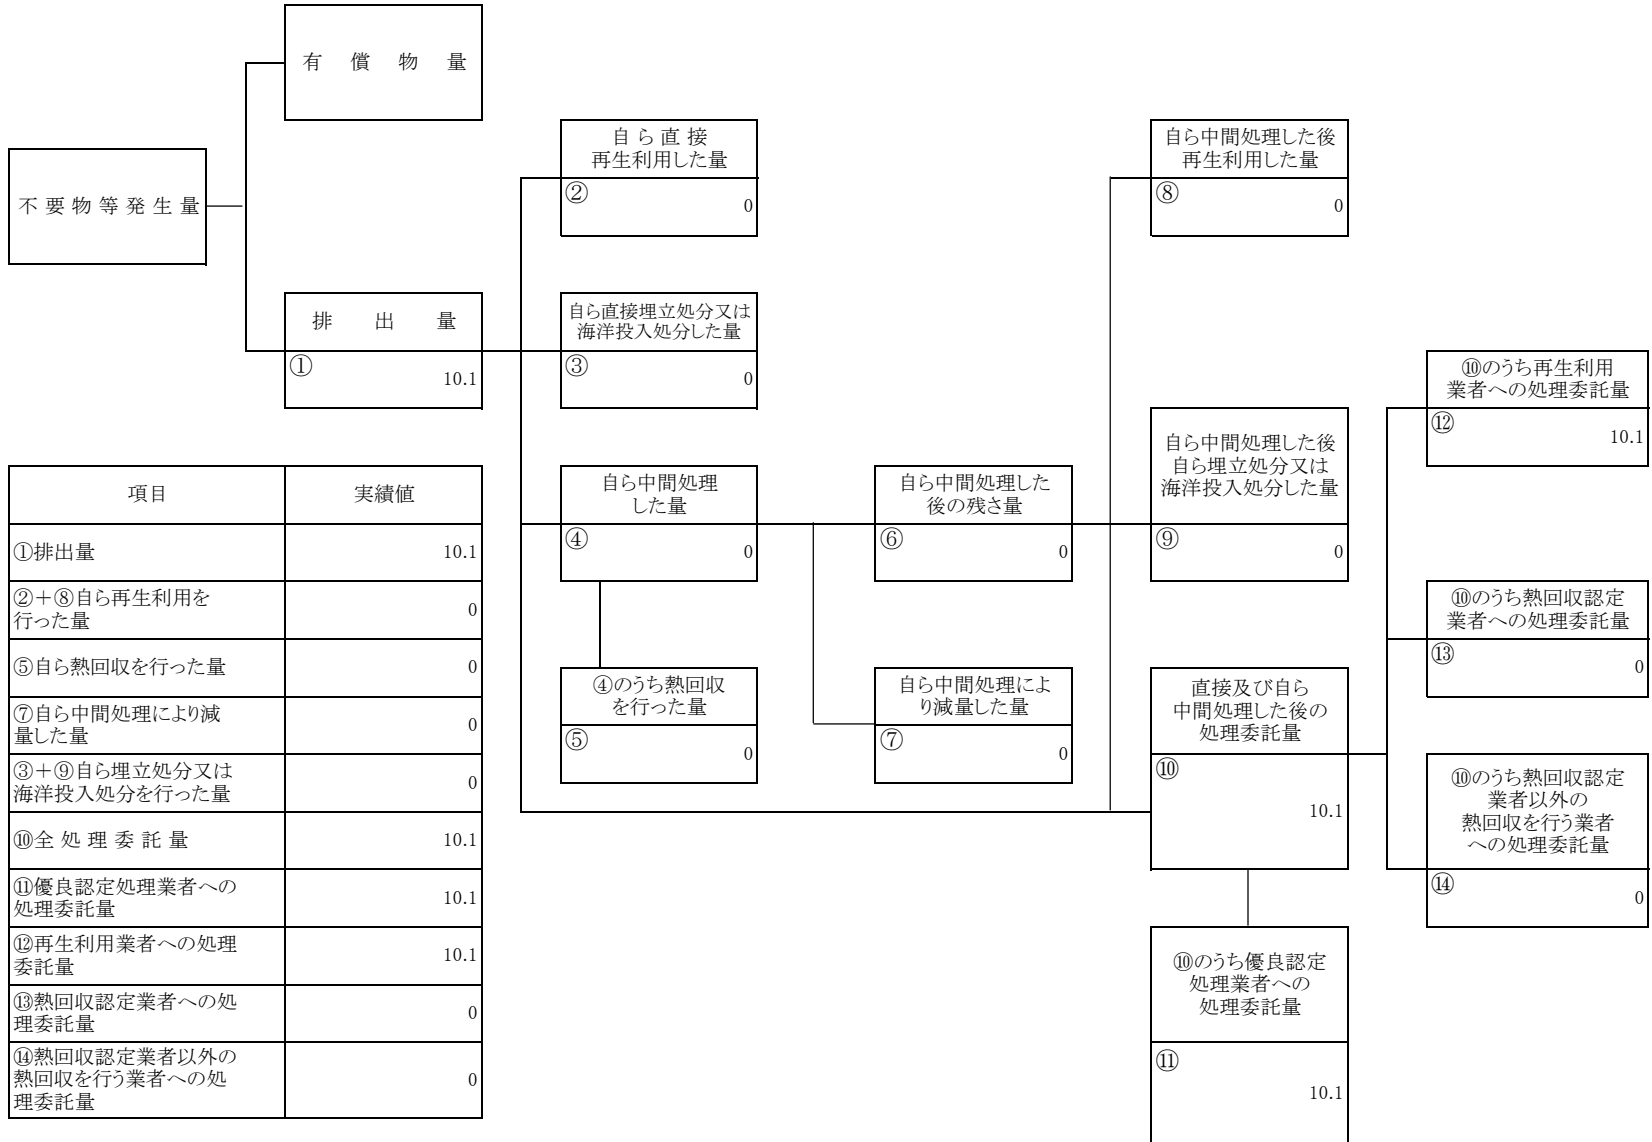 有 償 物 量
不 要 物 等 発 生 量
排 出 量
①
10.1
自 ら 直 接
再生利用した量
②
0
自ら直接埋立処分又は
海洋投入処分した量
③
0
自ら中間処理
した量
④
0
④のうち熱回収
を行った量
⑤
0
自ら中間処理した
後の残さ量
⑥
0
自ら中間処理によ
り減量した量
⑦
0
自ら中間処理した後
再生利用した量
⑧
0
自ら中間処理した後
自ら埋立処分又は
海洋投入処分した量
⑨
0
直接及び自ら
中間処理した後の
処理委託量
⑩
10.1
⑩のうち優良認定
処理業者への
処理委託量
⑪
10.1
⑩のうち再生利用
業者への処理委託量
⑫
10.1
⑩のうち熱回収認定
業者への処理委託量
⑬
0
⑩のうち熱回収認定
業者以外の
熱回収を行う業者
への処理委託量
⑭
0
項目 実績値
①排出量 10.1
②＋⑧自ら再生利用を
行った量 0
⑤自ら熱回収を行った量 0
⑦自ら中間処理により減
量した量 0
③＋⑨自ら埋立処分又は
海洋投入処分を行った量 0
⑩全 処 理 委 託 量 10.1
⑪優良認定処理業者への
処理委託量 10.1
⑫再生利用業者への処理
委託量 10.1
⑬熱回収認定業者への処
理委託量 0
⑭熱回収認定業者以外の
熱回収を行う業者への処
理委託量 0